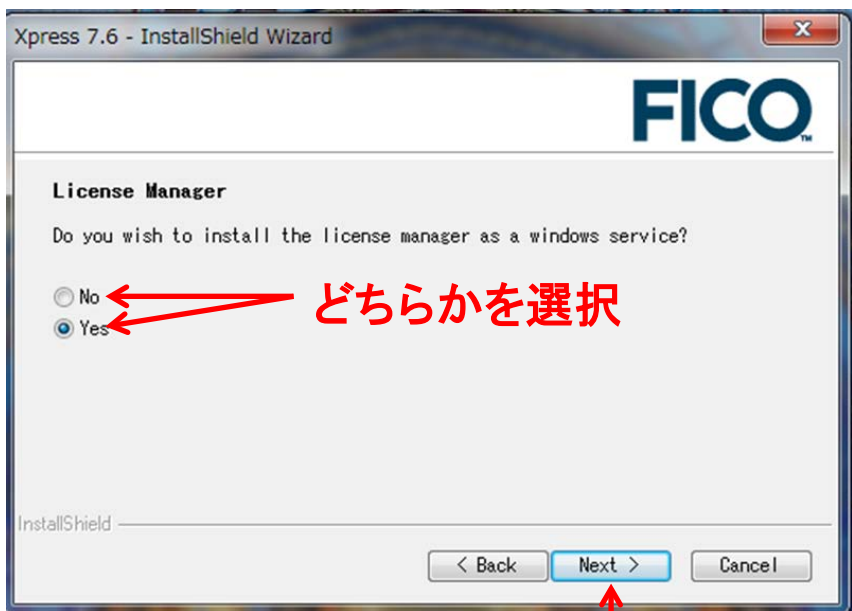 Xpress 7.6 - InstallShield Wizard
FICO™
License Manager
Do you wish to install the license manager as a windows service?
No
どちらかを選択
Yes
InstallShield
< Back
Next >
Cancel